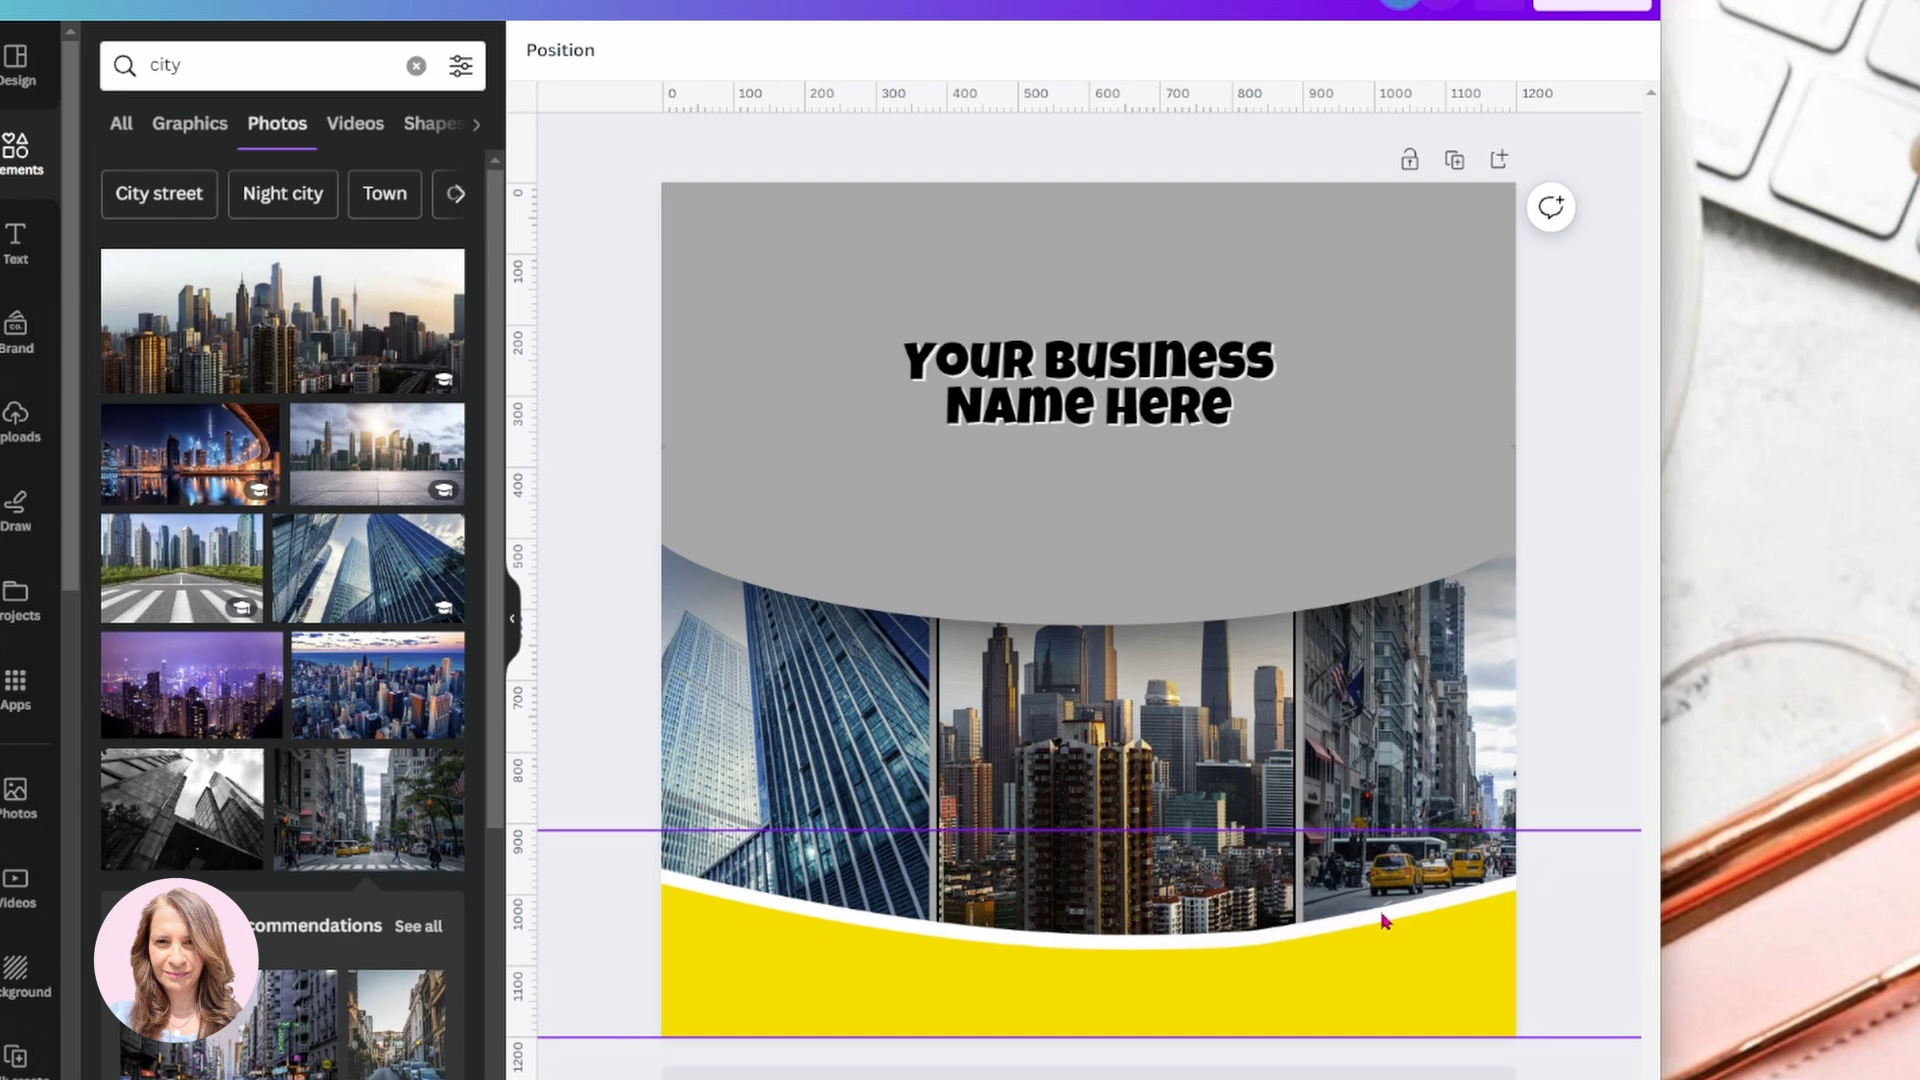 city
Position
All Graphics Photos Videos Shapes
City street Night city Town
Design
ements
Text
Brand
ploads
Draw
rojects
Apps
Photos
Videos
kground
commendations See all
0 100 200 300 400 500 600 700 800 900 1000 1100 1200
0
100
200
300
400
500
700
800
900
1000
1100
1200
YOUR BUSINESS
NAME HERE